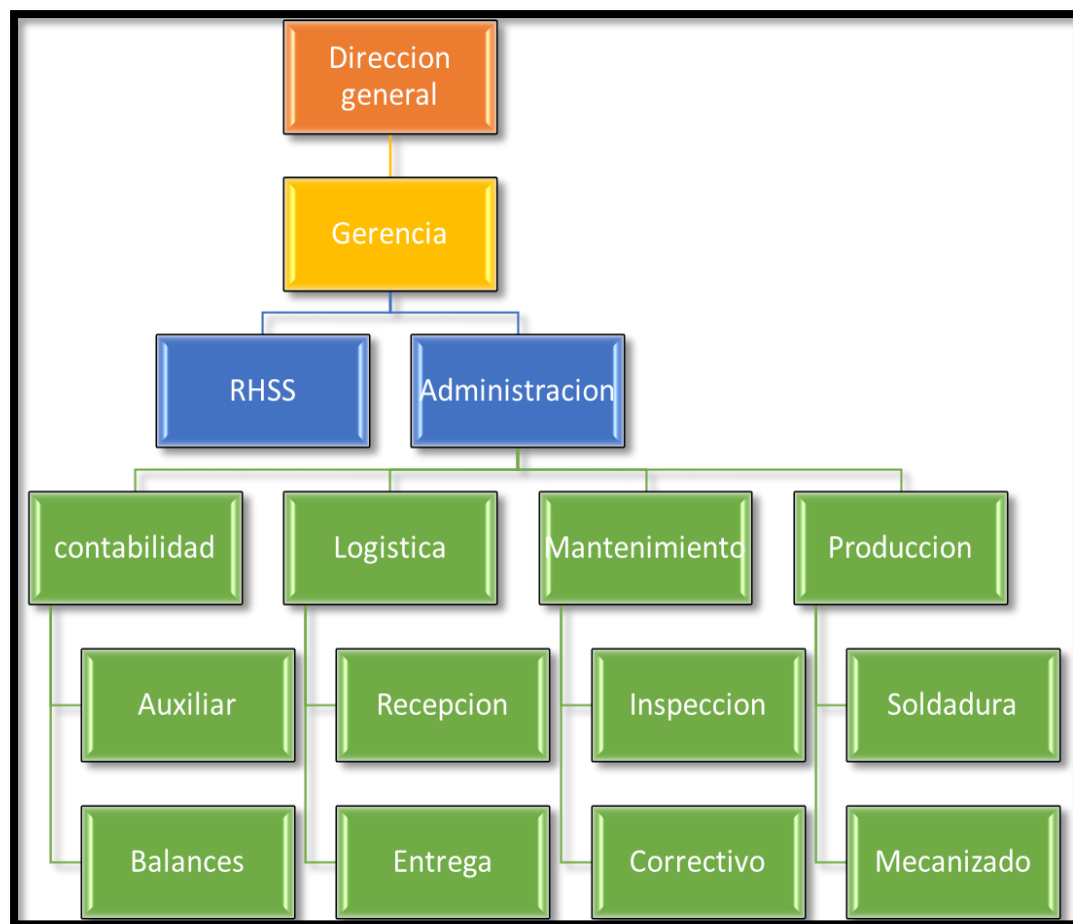 Direccion
general
Gerencia
RHSS
Administracion
contabilidad
Logistica
Mantenimiento
Produccion
Auxiliar
Recepcion
Inspeccion
Soldadura
Balances
Entrega
Correctivo
Mecanizado